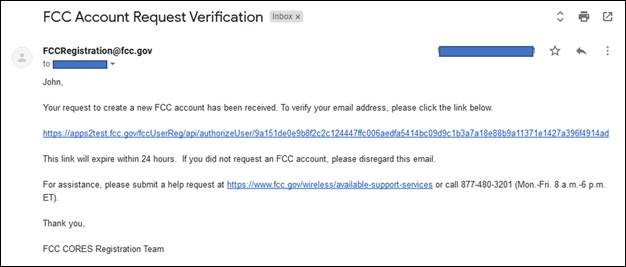 FCC Account Request Verification Inbox ×
FCCRegistration@fcc.gov
to
John,
Your request to create a new FCC account has been received. To verify your email address, please click the link below.
https://apps2test.fcc.gov/fccUserReg/api/authorizeUser/9a151de0e9b8f2c2c124447ffc006aedfa5414bc09d9c1b3a7a18e88b9a11371e1427a396f4914ad
This link will expire within 24 hours. If you did not request an FCC account, please disregard this email.
For assistance, please submit a help request at https://www.fcc.gov/wireless/available-support-services or call 877-480-3201 (Mon.-Fri. 8 a.m.-6 p.m.
ET).
Thank you,
FCC CORES Registration Team